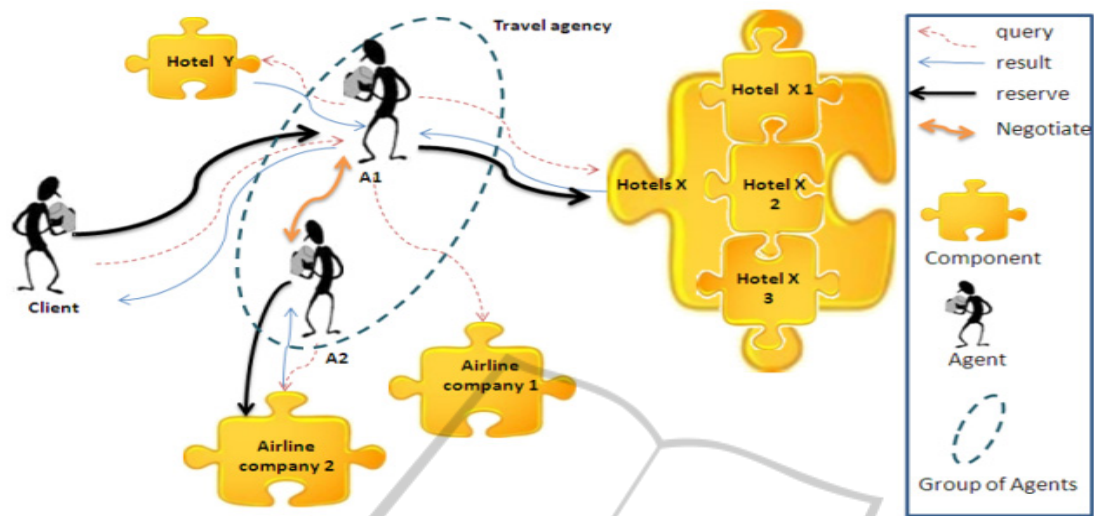 Travel agency
Hotel Y
A1
Client
A2
Airline
company 1
Airline
company 2
Hotels X
Hotel X 1
Hotel X
2
Hotel X
3
query
result
reserve
Negotiate
Component
Agent
Group of Agents